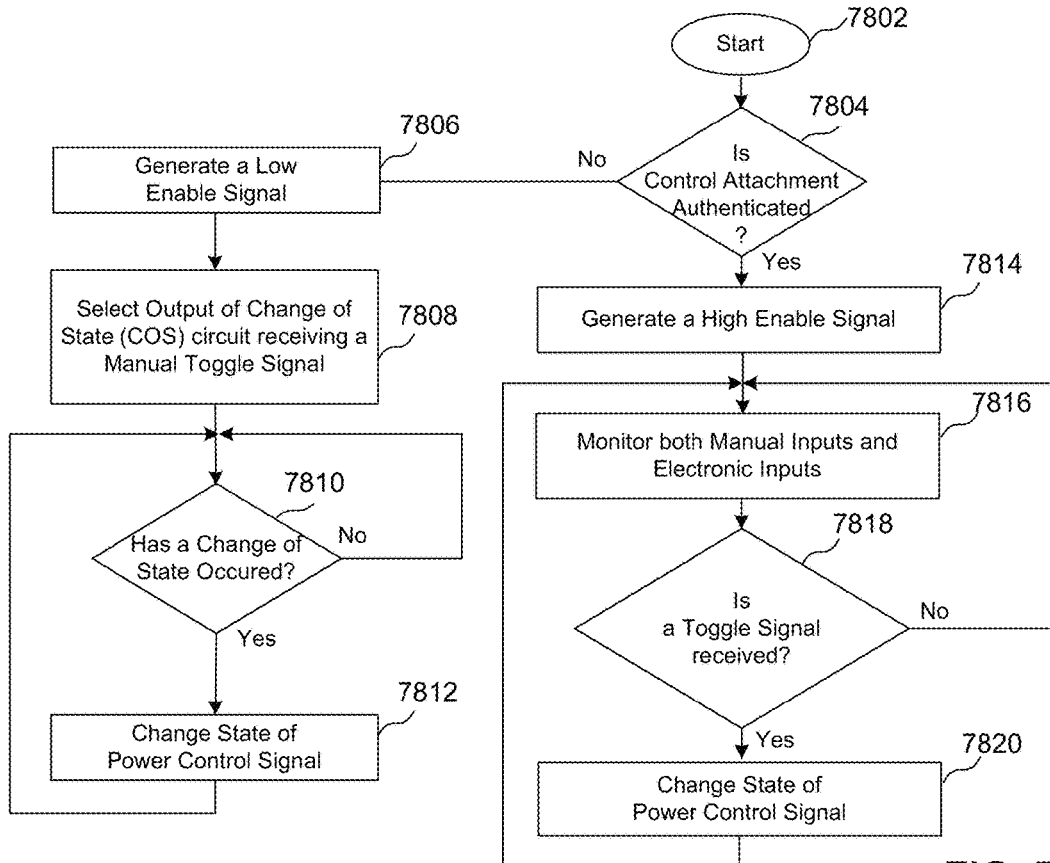 7802
Start
7804
Is
Control Attachment
Authenticated
?
No
Yes
7806
Generate a Low
Enable Signal
7808
Select Output of Change of
State (COS) circuit receiving a
Manual Toggle Signal
7810
Has a Change of
State Occured?
No
Yes
7812
Change State of
Power Control Signal
7814
Generate a High Enable Signal
7816
Monitor both Manual Inputs and
Electronic Inputs
7818
Is
a Toggle Signal
received?
No
Yes
7820
Change State of
Power Control Signal